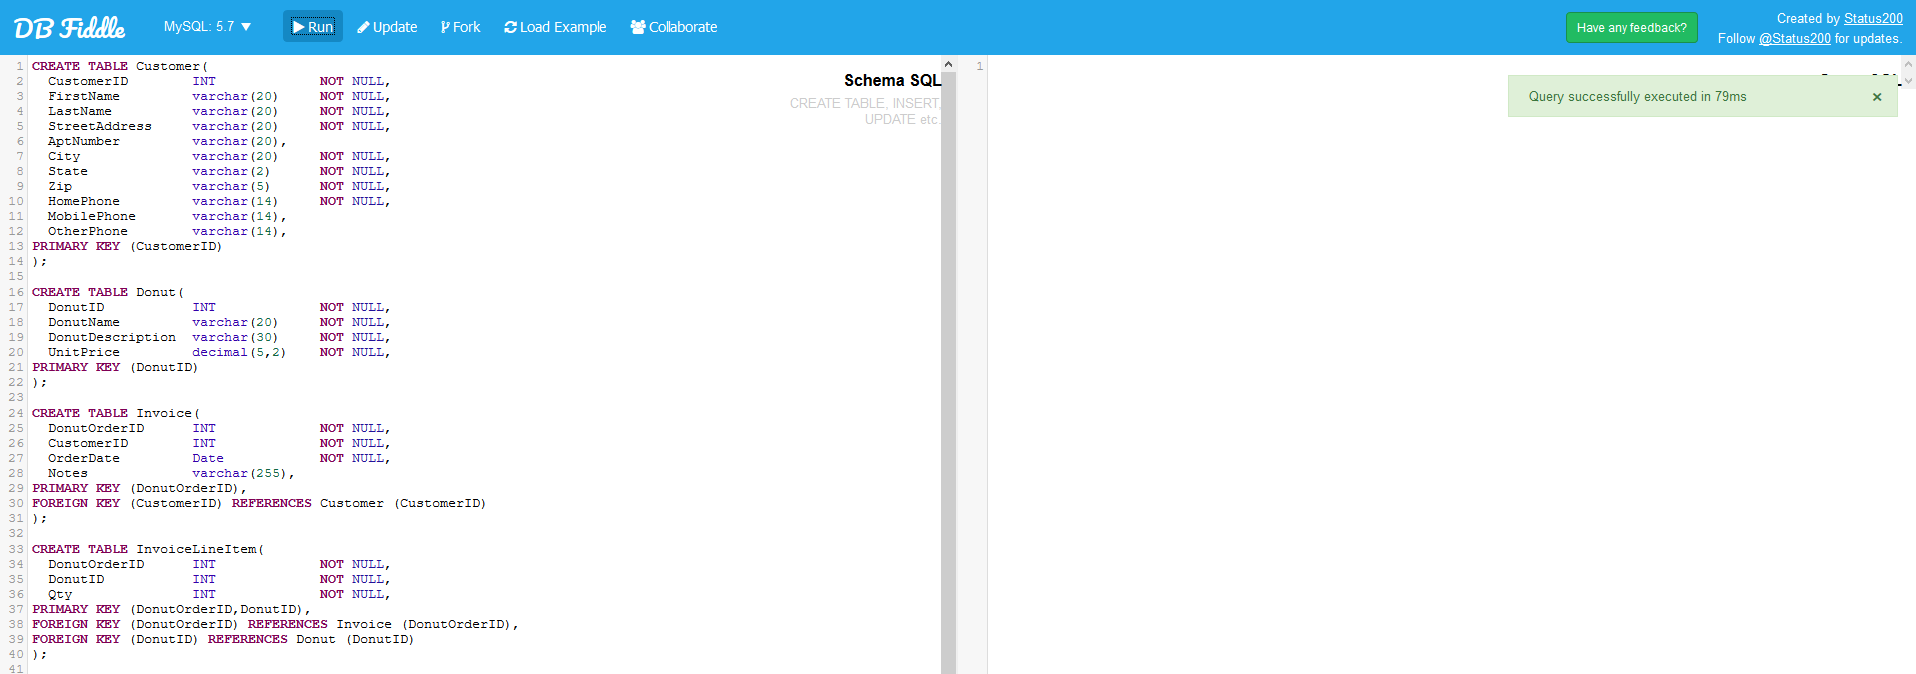 DB Fiddle
MySQL: 5.7 ▼
Run
Update
Fork
Load Example
Collaborate
Have any feedback?
Created by Status200
Follow @Status200 for updates.
1 CREATE TABLE Customer(
2 CustomerID INT NOT NULL,
3 FirstName varchar(20) NOT NULL,
4 LastName varchar(20) NOT NULL,
5 StreetAddress varchar(20) NOT NULL,
6 AptNumber varchar(20),
7 City varchar(20) NOT NULL,
8 State varchar(2) NOT NULL,
9 Zip varchar(5) NOT NULL,
10 HomePhone varchar(14) NOT NULL,
11 MobilePhone varchar(14),
12 OtherPhone varchar(14),
13 PRIMARY KEY (CustomerID)
14 );
15
16 CREATE TABLE Donut(
17 DonutID INT NOT NULL,
18 DonutName varchar(20) NOT NULL,
19 DonutDescription varchar(30) NOT NULL,
20 UnitPrice decimal(5,2) NOT NULL,
21 PRIMARY KEY (DonutID)
22 );
23
24 CREATE TABLE Invoice(
25 DonutOrderID INT NOT NULL,
26 CustomerID INT NOT NULL,
27 OrderDate Date NOT NULL,
28 Notes varchar(255),
29 PRIMARY KEY (DonutOrderID),
30 FOREIGN KEY (CustomerID) REFERENCES Customer (CustomerID)
31 );
32
33 CREATE TABLE InvoiceLineItem(
34 DonutOrderID INT NOT NULL,
35 DonutID INT NOT NULL,
36 Qty INT NOT NULL,
37 PRIMARY KEY (DonutOrderID,DonutID),
38 FOREIGN KEY (DonutOrderID) REFERENCES Invoice (DonutOrderID),
39 FOREIGN KEY (DonutID) REFERENCES Donut (DonutID)
40 );
41
Schema SQL
CREATE TABLE, INSERT,
UPDATE etc.
1
Query successfully executed in 79ms ×